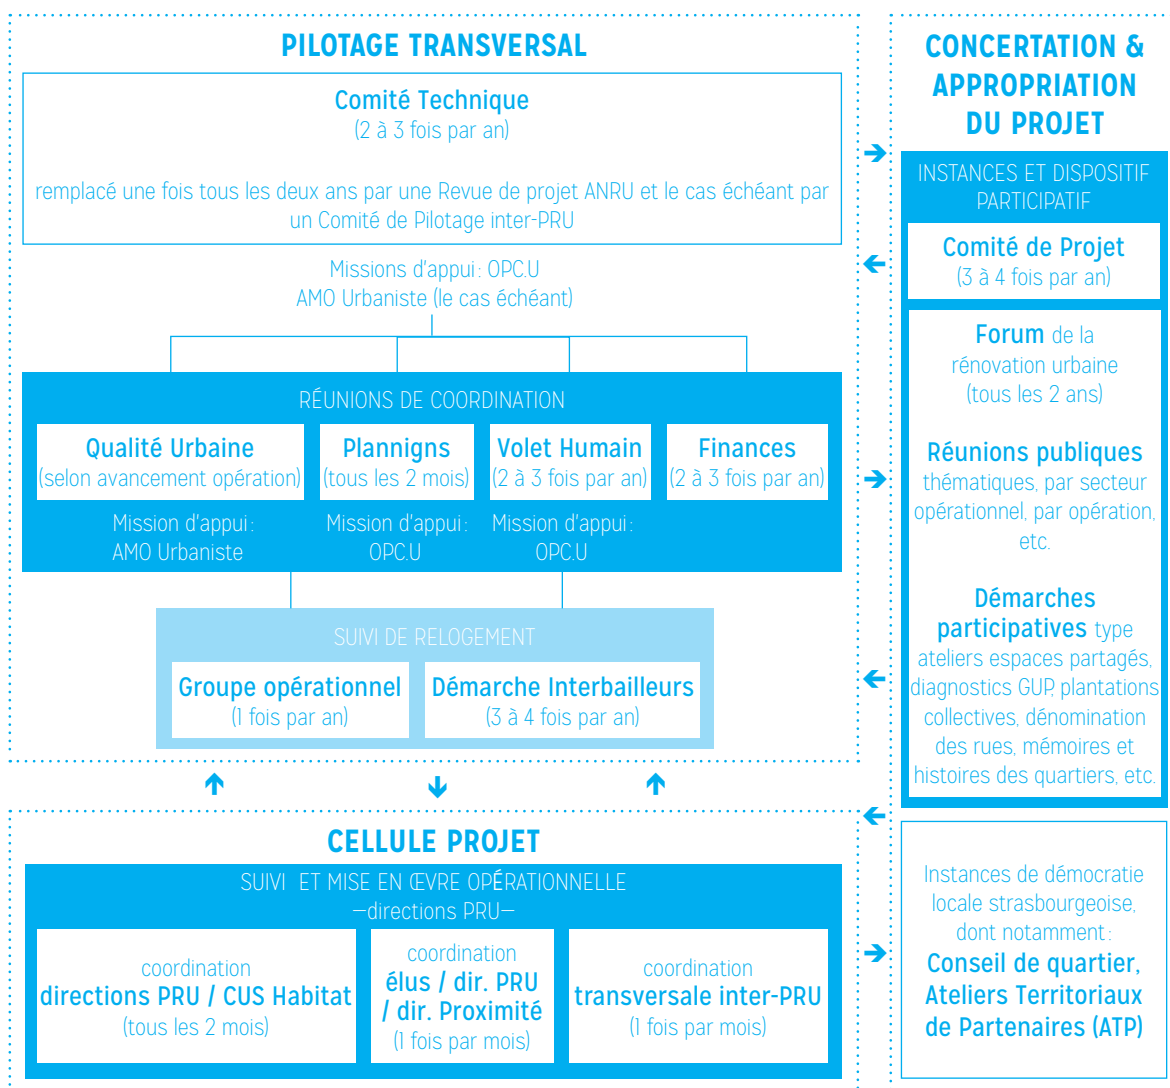 PILOTAGE TRANSVERSAL
Comité Technique
(2 à 3 fois par an)
remplacé une fois tous les deux ans par une Revue de projet ANRU et le cas échéant par
un Comité de Pilotage inter-PRU
Missions d'appui: OPC.U
AMO Urbaniste (le cas échéant)
RÉUNIONS DE COORDINATION
Qualité Urbaine
(selon avancement opération)
Mission d'appui:
AMO Urbaniste
Plannigns
(tous les 2 mois)
Mission d'appui:
OPC.U
Volet Humain
(2 à 3 fois par an)
Mission d'appui:
OPC.U
Finances
(2 à 3 fois par an)
SUIVI DE RELOGEMENT
Groupe opérationnel
(1 fois par an)
Démarche Interbailleurs
(3 à 4 fois par an)
CELLULE PROJET
SUIVI ET MISE EN ŒVRE OPÉRATIONNELLE
—directions PRU—
coordination
directions PRU / CUS Habitat
(tous les 2 mois)
coordination
élus / dir. PRU
/ dir. Proximité
(1 fois par mois)
coordination
transversale inter-PRU
(1 fois par mois)
CONCERTATION &
APPROPRIATION
DU PROJET
INSTANCES ET DISPOSITIF
PARTICIPATIF
Comité de Projet
(3 à 4 fois par an)
Forum de la
rénovation urbaine
(tous les 2 ans)
Réunions publiques
thématiques, par secteur
opérationnel, par opération,
etc.
Démarches
participatives type
ateliers espaces partagés,
diagnostics GUP, plantations
collectives, dénomination
des rues, mémoires et
histoires des quartiers, etc.
Instances de démocratie
locale strasbourgeoise,
dont notamment:
Conseil de quartier,
Ateliers Territoriaux
de Partenaires (ATP)